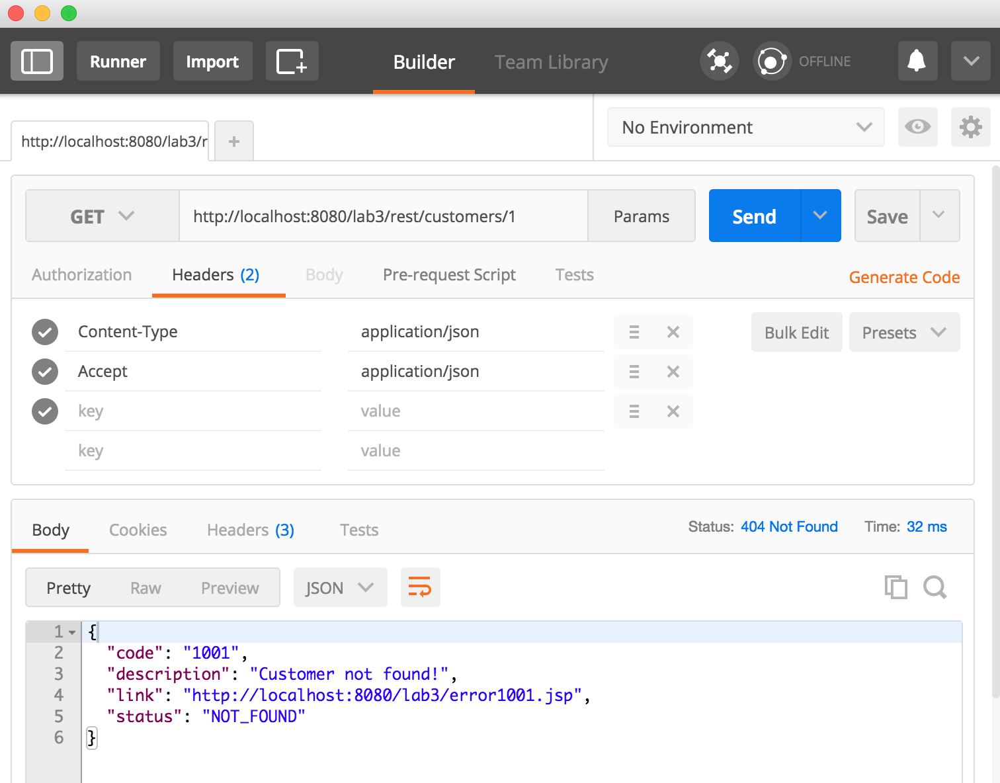 Runner Import Builder Team Library OFFLINE
http://localhost:8080/lab3/r + No Environment
GET http://localhost:8080/lab3/rest/customers/1 Params Send Save
Authorization Headers (2) Body Pre-request Script Tests Generate Code
Content-Type application/json Bulk Edit Presets
Accept application/json
key value
key value
Body Cookies Headers (3) Tests Status: 404 Not Found Time: 32 ms
Pretty Raw Preview JSON
1 {
2 "code": "1001",
3 "description": "Customer not found!",
4 "link": "http://localhost:8080/lab3/error1001.jsp",
5 "status": "NOT_FOUND"
6 }